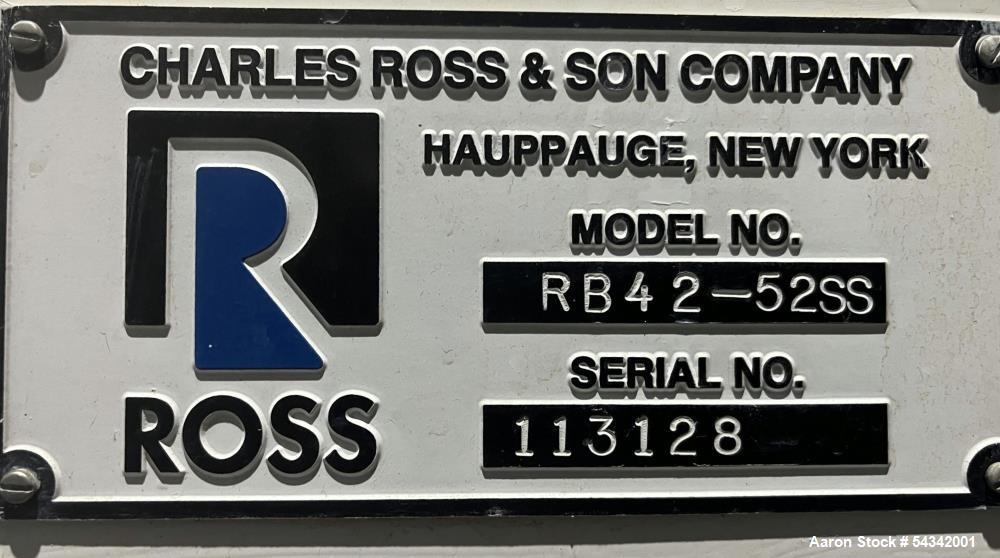 CHARLES ROSS & SON COMPANY
HAUPPAUGE, NEW YORK
R
ROSS
MODEL NO.
RB42-52SS
SERIAL NO.
113128
Aaron Stock # 54342001